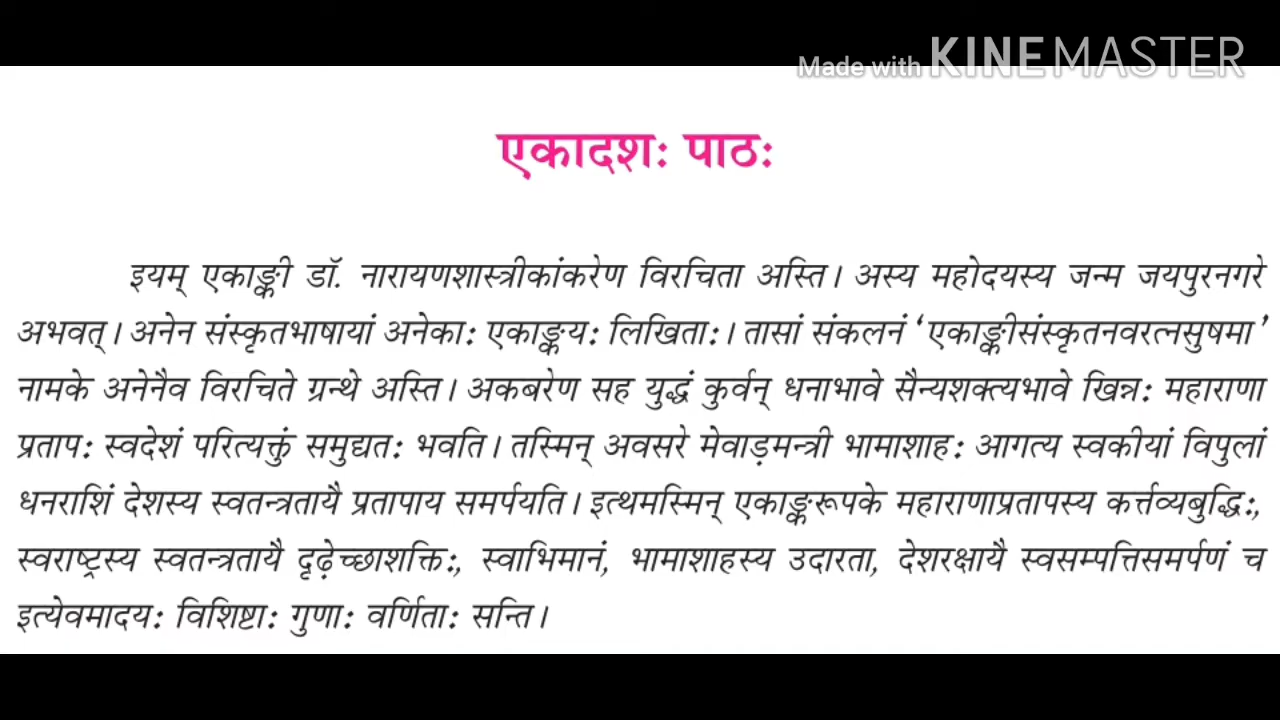 Made with KINEMASTER
एकादशः पाठः
इयम् एकाङ्की डॉ. नारायणशास्त्रीकांकरेण विरचिता अस्ति। अस्य महोदयस्य जन्म जयपुरनगरे
अभवत्। अनेन संस्कृतभाषायां अनेकाः एकाङ्कयः लिखिताः। तासां संकलनं ‘एकाङ्कीसंस्कृतनवरत्नसुषमा’
नामके अनेनैव विरचिते ग्रन्थे अस्ति। अकबरेण सह युद्धं कुर्वन् धनाभावे सैन्यशक्त्यभावे खिन्नः महाराणा
प्रतापः स्वदेशं परित्यक्तुं समुद्यतः भवति। तस्मिन् अवसरे मेवाड़मन्त्री भामाशाहः आगत्य स्वकीयां विपुलां
धनराशिं देशस्य स्वतन्त्रतायै प्रतापाय समर्पयति। इत्थमस्मिन् एकाङ्करूपके महाराणाप्रतापस्य कर्त्तव्यबुद्धिः,
स्वराष्ट्रस्य स्वतन्त्रतायै दृढ़ेच्छाशक्तिः, स्वाभिमानं, भामाशाहस्य उदारता, देशरक्षायै स्वसम्पत्तिसमर्पणं च
इत्येवमादयः विशिष्टाः गुणाः वर्णिताः सन्ति।